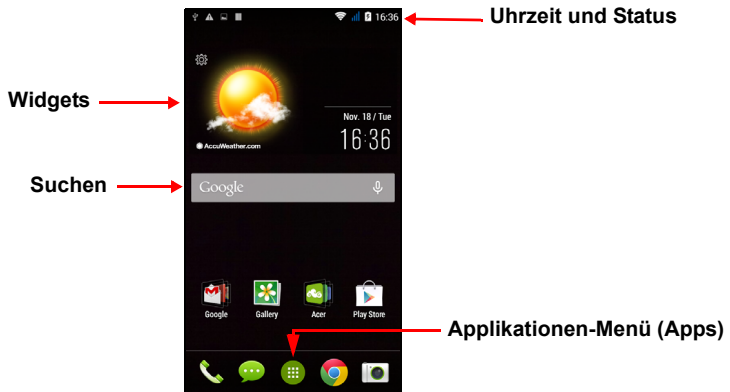 16:36
Uhrzeit und Status
Widgets
Nov. 18 / Tue
16:36
AccuWeather.com
Suchen
Google
Google Gallery Acer Play Store
Applikationen-Menü (Apps)